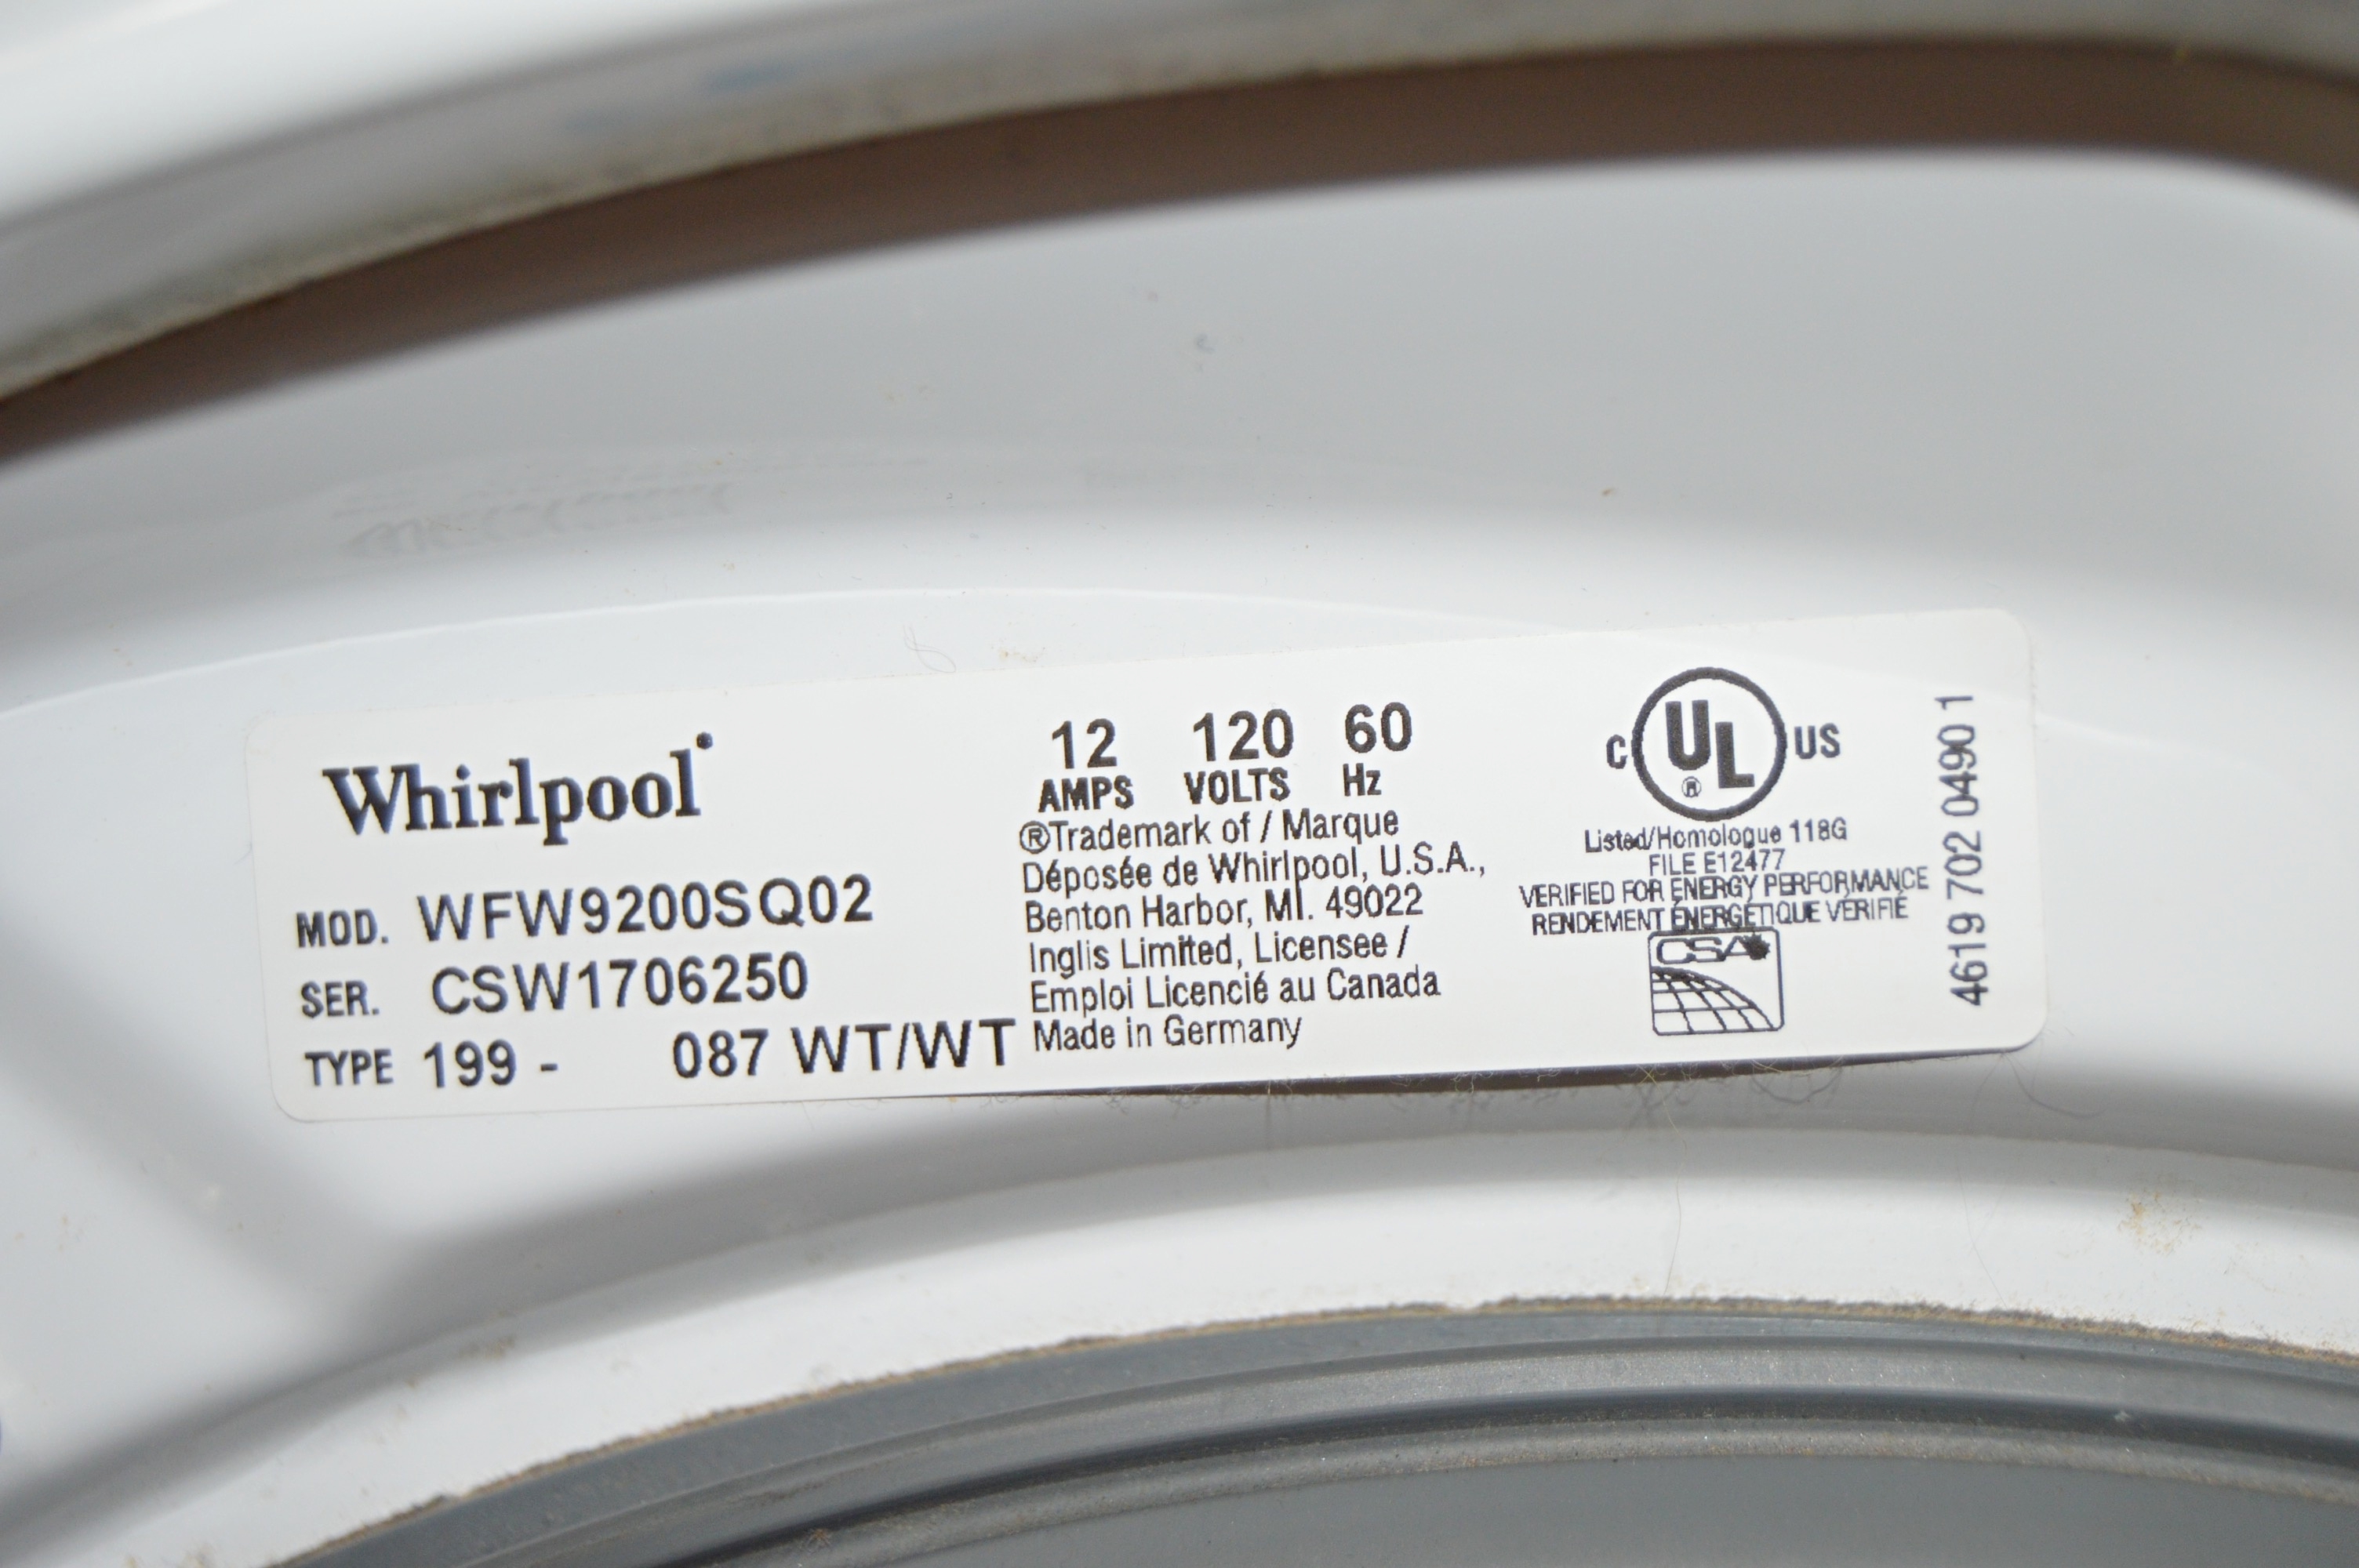 Whirlpool
MOD. WFW9200SQ02
SER. CSW1706250
TYPE 199 - 087 WT/WT
12 120 60
AMPS VOLTS Hz
®Trademark of / Marque
Déposée de Whirlpool, U.S.A.,
Benton Harbor, MI. 49022
Inglis Limited, Licensee /
Emploi Licencié au Canada
Made in Germany
C UL ® US
Listed/Homologue 118G
FILE E12477
VERIFIED FOR ENERGY PERFORMANCE
RENDEMENT ÉNERGÉTIQUE VÉRIFIÉ
CSA
4619 702 0490 1